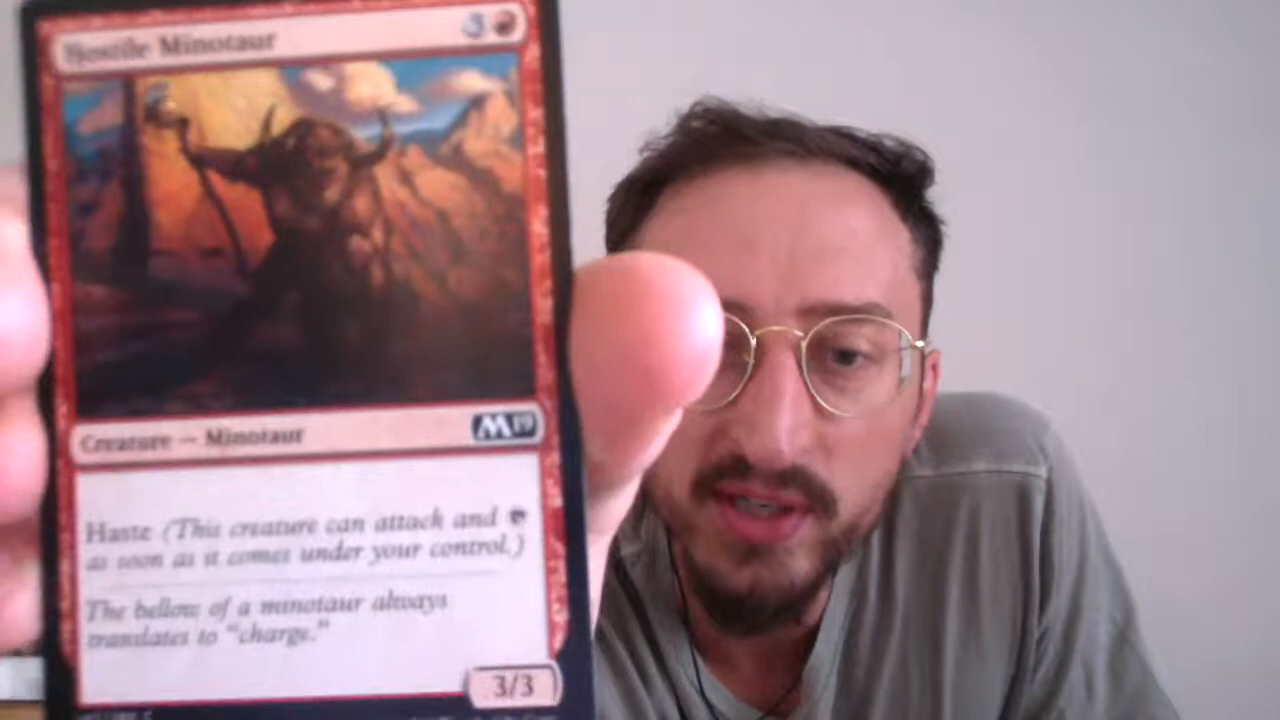 Hostile Minotaur 3
Creature — Minotaur M19
Haste (This creature can attack and
as soon as it comes under your control.)
The bellow of a minotaur always
translates to “charge.”
3/3